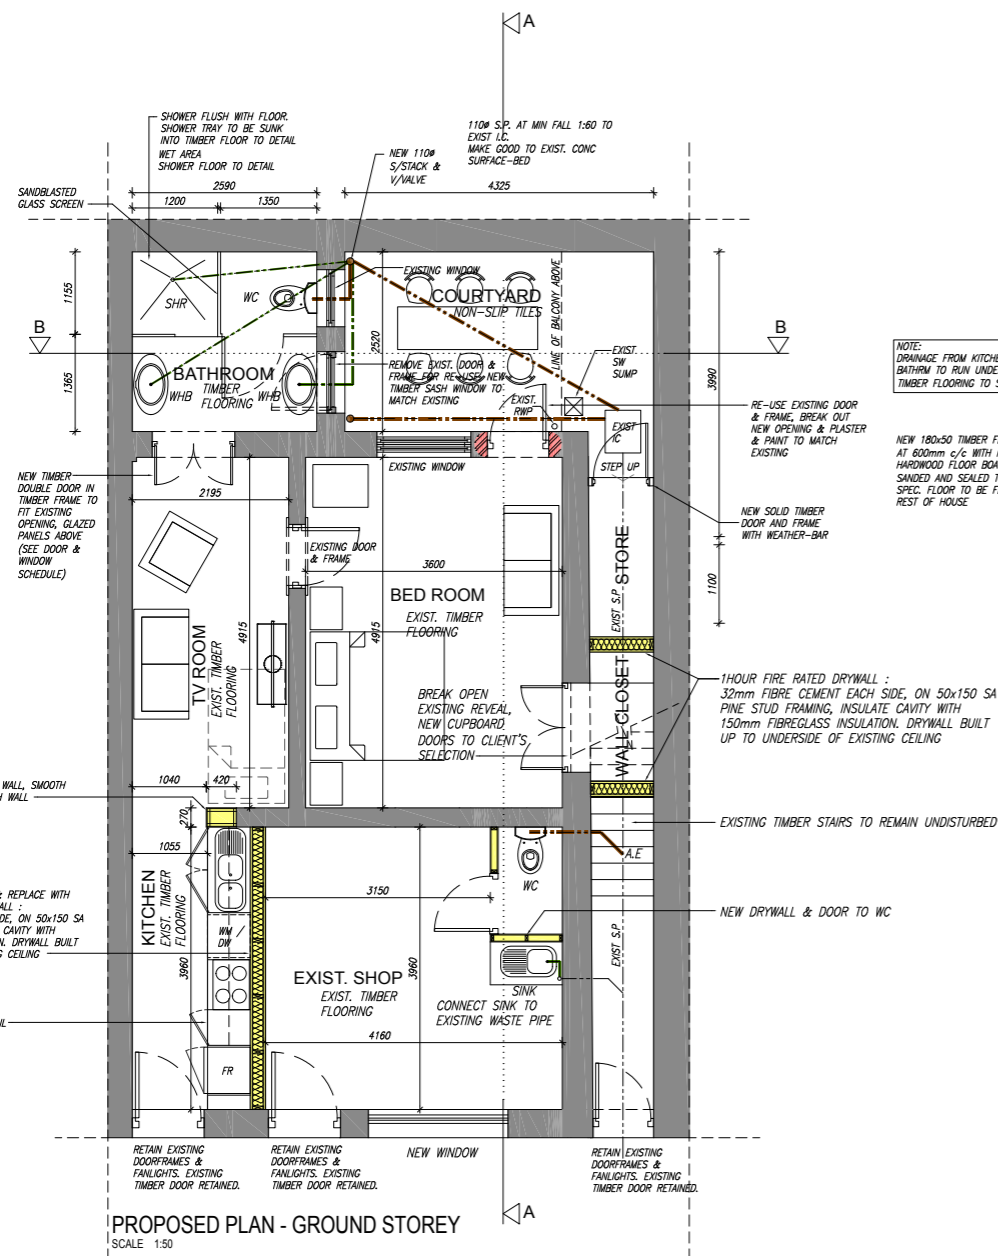 A
SHOWER FLUSH WITH FLOOR.
SHOWER TRAY TO BE SUNK
INTO TIMBER FLOOR TO DETAIL
WET AREA
SHOWER FLOOR TO DETAIL
110ø S.P. AT MIN FALL 1:60 TO
EXIST I.C.
MAKE GOOD TO EXIST. CONC
SURFACE-BED
NEW 110ø
S/STACK &
V/VALVE
SANDBLASTED
GLASS SCREEN
2590
4325
1200
1350
1155
1365
2520
3990
1100
B
B
SHR
WC
EXISTING WINDOW
COURTYARD
NON-SLIP TILES
LINE OF BALCONY ABOVE
BATHROOM
TIMBER
FLOORING
WHB
WHB
REMOVE EXIST. DOOR &
FRAME FOR RE-USE, NEW
TIMBER SASH WINDOW TO
MATCH EXISTING
EXIST
SW
SUMP
EXIST.
RWP
EXIST
IC
STEP UP
NOTE:
DRAINAGE FROM KITCHE
BATHRM TO RUN UNDE
TIMBER FLOORING TO S
RE-USE EXISTING DOOR
& FRAME, BREAK OUT
NEW OPENING & PLASTER
& PAINT TO MATCH
EXISTING
NEW 180x50 TIMBER F
AT 600mm c/c WITH
HARDWOOD FLOOR BOA
SANDED AND SEALED T
SPEC. FLOOR TO BE F
REST OF HOUSE
EXISTING WINDOW
NEW TIMBER
DOUBLE DOOR IN
TIMBER FRAME TO
FIT EXISTING
OPENING, GLAZED
PANELS ABOVE
(SEE DOOR &
WINDOW
SCHEDULE)
2195
EXISTING DOOR
& FRAME
3600
NEW SOLID TIMBER
DOOR AND FRAME
WITH WEATHER-BAR
BED ROOM
EXIST. TIMBER
FLOORING
4915
4915
TV ROOM
EXIST. TIMBER
FLOORING
STORE
EXIST S.P
WALL CLOSET
BREAK OPEN
EXISTING REVEAL,
NEW CUPBOARD
DOORS TO CLIENT'S
SELECTION
1HOUR FIRE RATED DRYWALL :
32mm FIBRE CEMENT EACH SIDE, ON 50x150 SA
PINE STUD FRAMING, INSULATE CAVITY WITH
150mm FIBREGLASS INSULATION. DRYWALL BUILT
UP TO UNDERSIDE OF EXISTING CEILING
1040
420
270
1055
WALL, SMOOTH
H WALL
EXISTING TIMBER STAIRS TO REMAIN UNDISTURBED
A.E
WC
V
KITCHEN
EXIST. TIMBER
FLOORING
3960
WM /
DW
FR
3150
3960
& REPLACE WITH
ALL :
DE, ON 50x150 SA
CAVITY WITH
N. DRYWALL BUILT
G CEILING
NEW DRYWALL & DOOR TO WC
EXIST. SHOP
EXIST. TIMBER
FLOORING
4160
SINK
CONNECT SINK TO
EXISTING WASTE PIPE
EXIST S.P
IL
RETAIN EXISTING
DOORFRAMES &
FANLIGHTS. EXISTING
TIMBER DOOR RETAINED.
RETAIN EXISTING
DOORFRAMES &
FANLIGHTS. EXISTING
TIMBER DOOR RETAINED.
NEW WINDOW
RETAIN EXISTING
DOORFRAMES &
FANLIGHTS. EXISTING
TIMBER DOOR RETAINED.
A
PROPOSED PLAN - GROUND STOREY
SCALE 1:50